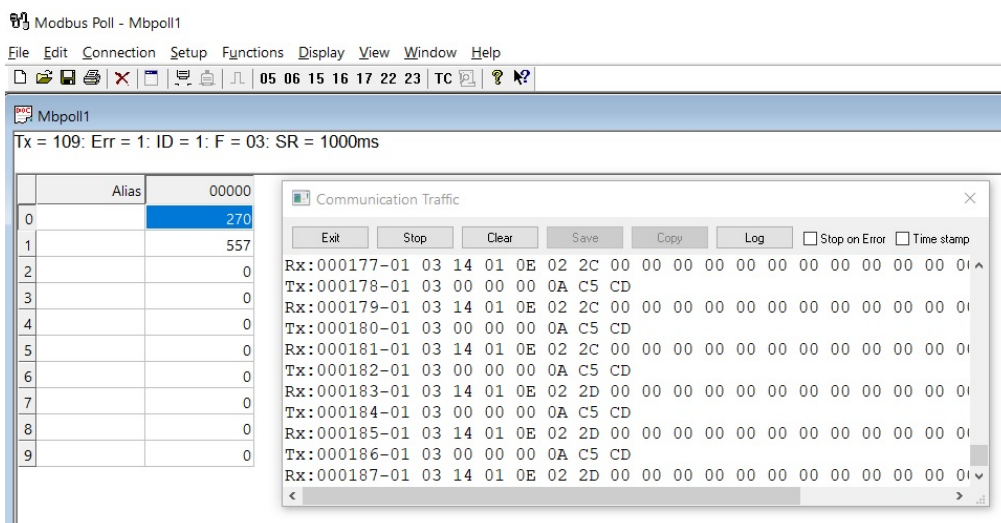 Modbus Poll - Mbpoll1
File Edit Connection Setup Functions Display View Window Help
05 06 15 16 17 22 23 TC
Mbpoll1
Tx = 109: Err = 1: ID = 1: F = 03: SR = 1000ms
Alias 00000
0 270
1 557
2 0
3 0
4 0
5 0
6 0
7 0
8 0
9 0
Communication Traffic
Exit Stop Clear Save Copy Log Stop on Error Time stamp
Rx:000177-01 03 14 01 0E 02 2C 00 00 00 00 00 00 00 00 00 00
Tx:000178-01 03 00 00 00 0A C5 CD
Rx:000179-01 03 14 01 0E 02 2C 00 00 00 00 00 00 00 00 00 00
Tx:000180-01 03 00 00 00 0A C5 CD
Rx:000181-01 03 14 01 0E 02 2C 00 00 00 00 00 00 00 00 00 00
Tx:000182-01 03 00 00 00 0A C5 CD
Rx:000183-01 03 14 01 0E 02 2D 00 00 00 00 00 00 00 00 00 00
Tx:000184-01 03 00 00 00 0A C5 CD
Rx:000185-01 03 14 01 0E 02 2D 00 00 00 00 00 00 00 00 00 00
Tx:000186-01 03 00 00 00 0A C5 CD
Rx:000187-01 03 14 01 0E 02 2D 00 00 00 00 00 00 00 00 00 00